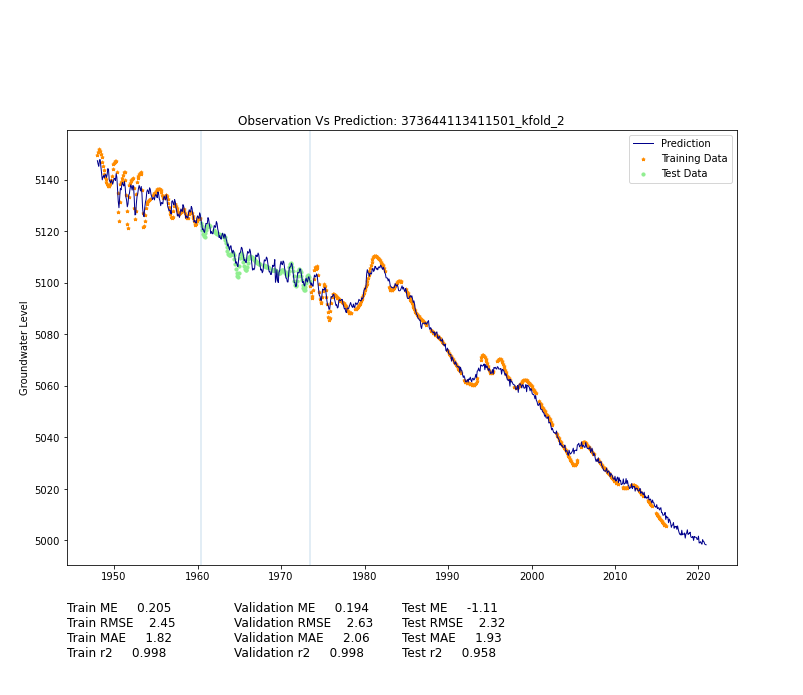 Observation Vs Prediction: 373644113411501_kfold_2
Prediction
Training Data
Test Data
Groundwater Level
5140
5120
5100
5080
5060
5040
5020
5000
1950 1960 1970 1980 1990 2000 2010 2020
Train ME 0.205 Validation ME 0.194 Test ME -1.11
Train RMSE 2.45 Validation RMSE 2.63 Test RMSE 2.32
Train MAE 1.82 Validation MAE 2.06 Test MAE 1.93
Train r2 0.998 Validation r2 0.998 Test r2 0.958